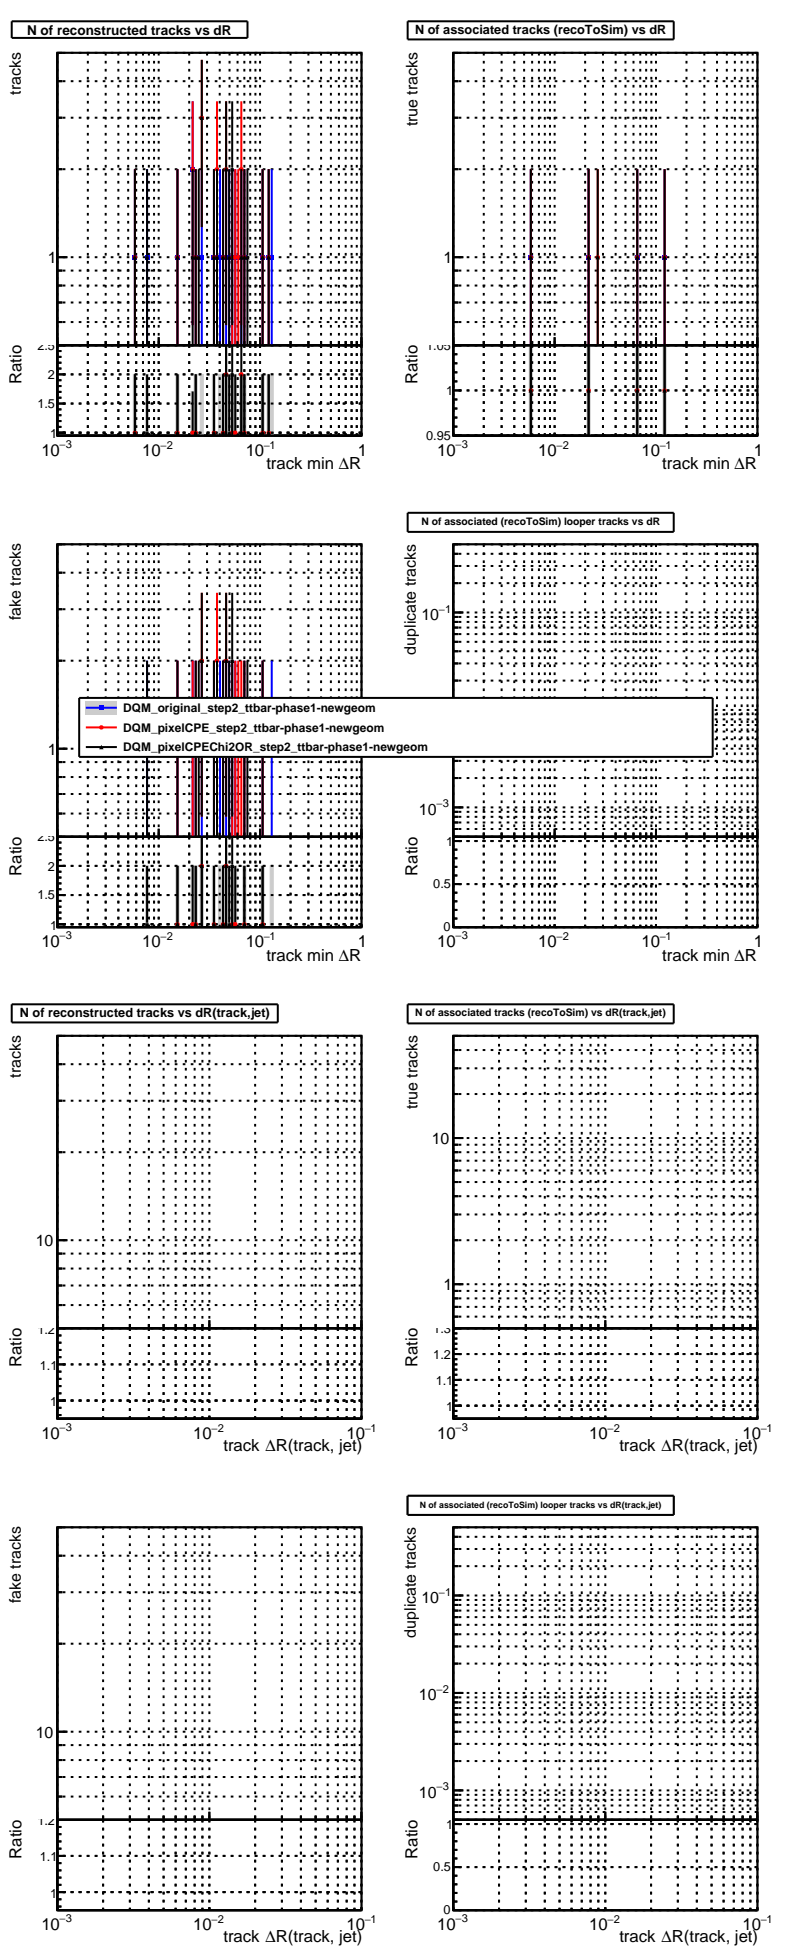 N of reconstructed tracks vs dR
N of associated tracks (recoToSim) vs dR
tracks
1
Ratio
2.5
2
1.5
1
10−3
10−2
10−1
1
track min ΔR
true tracks
1
Ratio
1.05
1
0.95
10−3
10−2
10−1
1
track min ΔR
N of associated (recoToSim) looper tracks vs dR
fake tracks
1
Ratio
2.5
2
1.5
1
10−3
10−2
10−1
1
track min ΔR
duplicate tracks
10−1
10−3
Ratio
1
0.5
0
10−3
10−2
10−1
1
track min ΔR
DQM_original_step2_ttbar-phase1-newgeom
DQM_pixelCPE_step2_ttbar-phase1-newgeom
DQM_pixelCPEChi2OR_step2_ttbar-phase1-newgeom
N of reconstructed tracks vs dR(track,jet)
N of associated tracks (recoToSim) vs dR(track,jet)
tracks
10
Ratio
1.2
1.1
1
10−3
10−2
10−1
track ΔR(track, jet)
true tracks
10
1
Ratio
1.3
1.2
1.1
1
10−3
10−2
10−1
track ΔR(track, jet)
N of associated (recoToSim) looper tracks vs dR(track,jet)
fake tracks
10
Ratio
1.2
1.1
1
10−3
10−2
10−1
track ΔR(track, jet)
duplicate tracks
10−1
10−2
10−3
Ratio
1
0.5
0
10−3
10−2
10−1
track ΔR(track, jet)